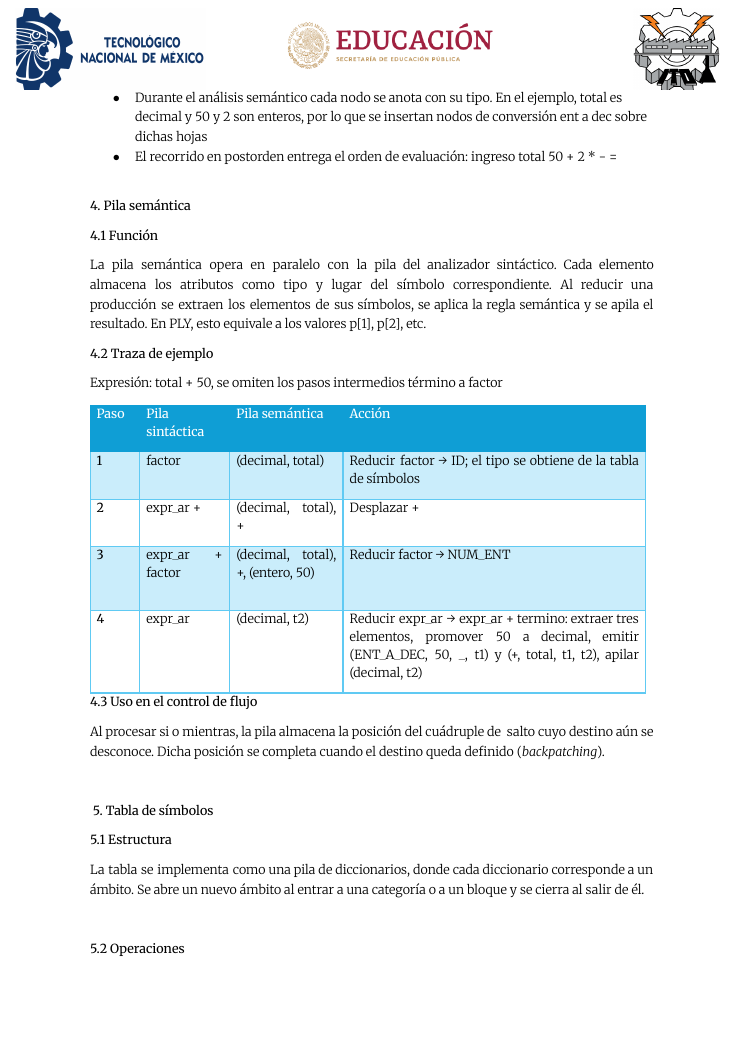 TECNOLÓGICO
NACIONAL DE MÉXICO
EDUCACIÓN
SECRETARÍA DE EDUCACIÓN PÚBLICA
ITO
● Durante el análisis semántico cada nodo se anota con su tipo. En el ejemplo, total es
decimal y 50 y 2 son enteros, por lo que se insertan nodos de conversión ent a dec sobre
dichas hojas
● El recorrido en postorden entrega el orden de evaluación: ingreso total 50 + 2 * - =
4. Pila semántica
4.1 Función
La pila semántica opera en paralelo con la pila del analizador sintáctico. Cada elemento
almacena los atributos como tipo y lugar del símbolo correspondiente. Al reducir una
producción se extraen los elementos de sus símbolos, se aplica la regla semántica y se apila el
resultado. En PLY, esto equivale a los valores p[1], p[2], etc.
4.2 Traza de ejemplo
Expresión: total + 50, se omiten los pasos intermedios término a factor
Paso Pila Pila semántica Acción
sintáctica
1 factor (decimal, total) Reducir factor → ID; el tipo se obtiene de la tabla
de símbolos
2 expr_ar + (decimal, total), Desplazar +
+
3 expr_ar + (decimal, total), Reducir factor → NUM_ENT
factor +, (entero, 50)
4 expr_ar (decimal, t2) Reducir expr_ar → expr_ar + termino: extraer tres
elementos, promover 50 a decimal, emitir
(ENT_A_DEC, 50, _, t1) y (+, total, t1, t2), apilar
(decimal, t2)
4.3 Uso en el control de flujo
Al procesar si o mientras, la pila almacena la posición del cuádruple de salto cuyo destino aún se
desconoce. Dicha posición se completa cuando el destino queda definido (backpatching).
5. Tabla de símbolos
5.1 Estructura
La tabla se implementa como una pila de diccionarios, donde cada diccionario corresponde a un
ámbito. Se abre un nuevo ámbito al entrar a una categoría o a un bloque y se cierra al salir de él.
5.2 Operaciones